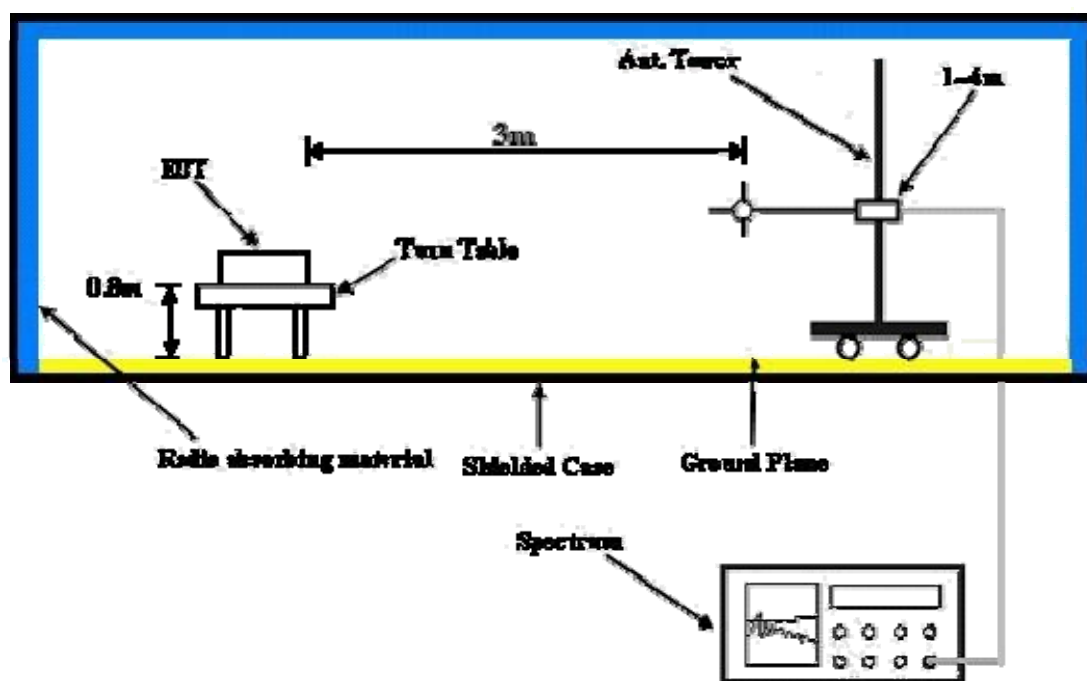 Ant. Tower
1-4m
3m
EUT
Turn Table
0.8m
Radio absorbing material
Shielded Case
Ground Plane
Spectrum